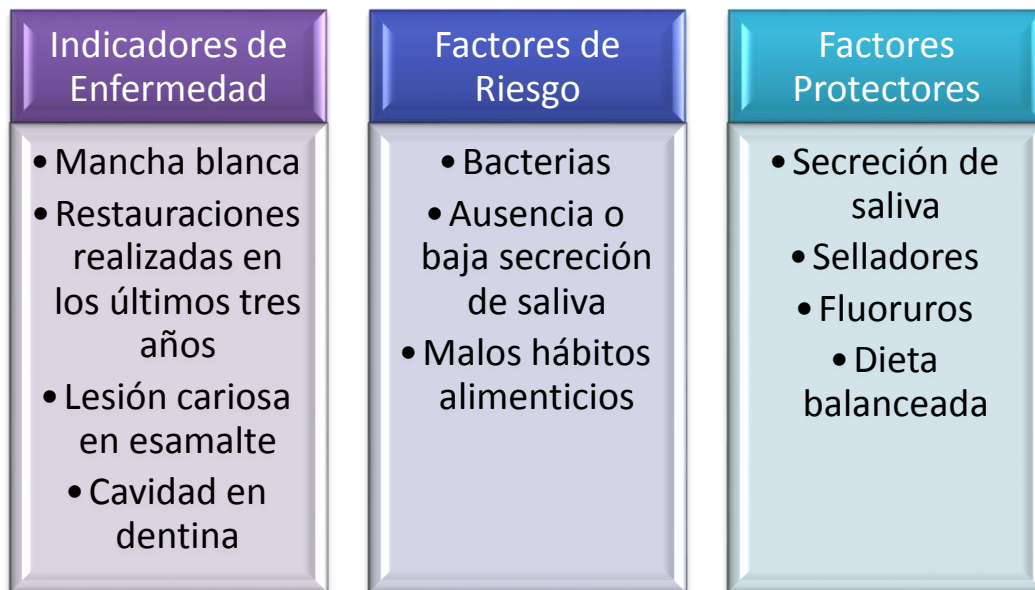 Indicadores de
Enfermedad
• Mancha blanca
• Restauraciones
realizadas en
los últimos tres
años
• Lesión cariosa
en esamalte
• Cavidad en
dentina
Factores de
Riesgo
• Bacterias
• Ausencia o
baja secreción
de saliva
• Malos hábitos
alimenticios
Factores
Protectores
• Secreción de
saliva
• Selladores
• Fluoruros
• Dieta
balanceada